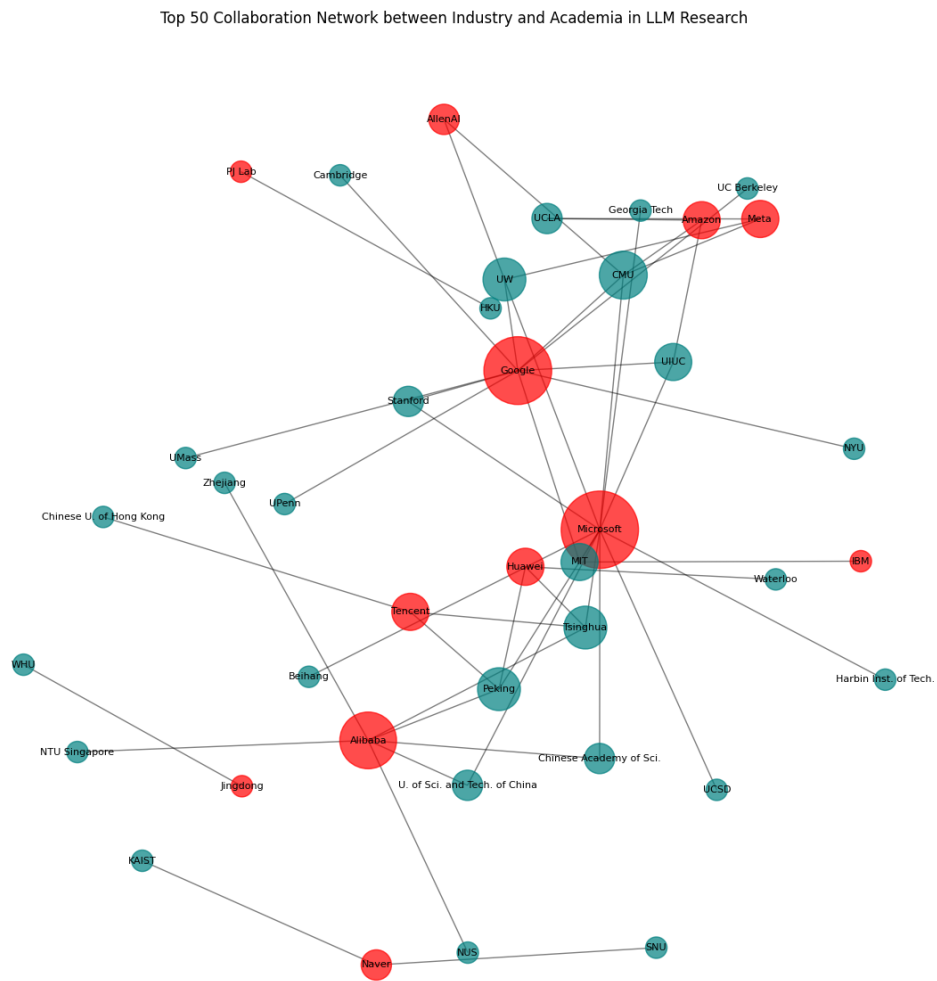 Top 50 Collaboration Network between Industry and Academia in LLM Research
AllenAI
PJ Lab
Cambridge
UC Berkeley
Georgia Tech
UCLA
Amazon
Meta
UW
CMU
HKU
UIUC
Google
Stanford
NYU
UMass
Zhejiang
UPenn
Chinese U. of Hong Kong
Microsoft
MIT
IBM
Huawei
Waterloo
Tencent
Tsinghua
WHU
Beihang
Harbin Inst. of Tech.
Peking
Alibaba
NTU Singapore
Chinese Academy of Sci.
Jingdong
U. of Sci. and Tech. of China
UCSD
KAIST
SNU
NUS
Naver